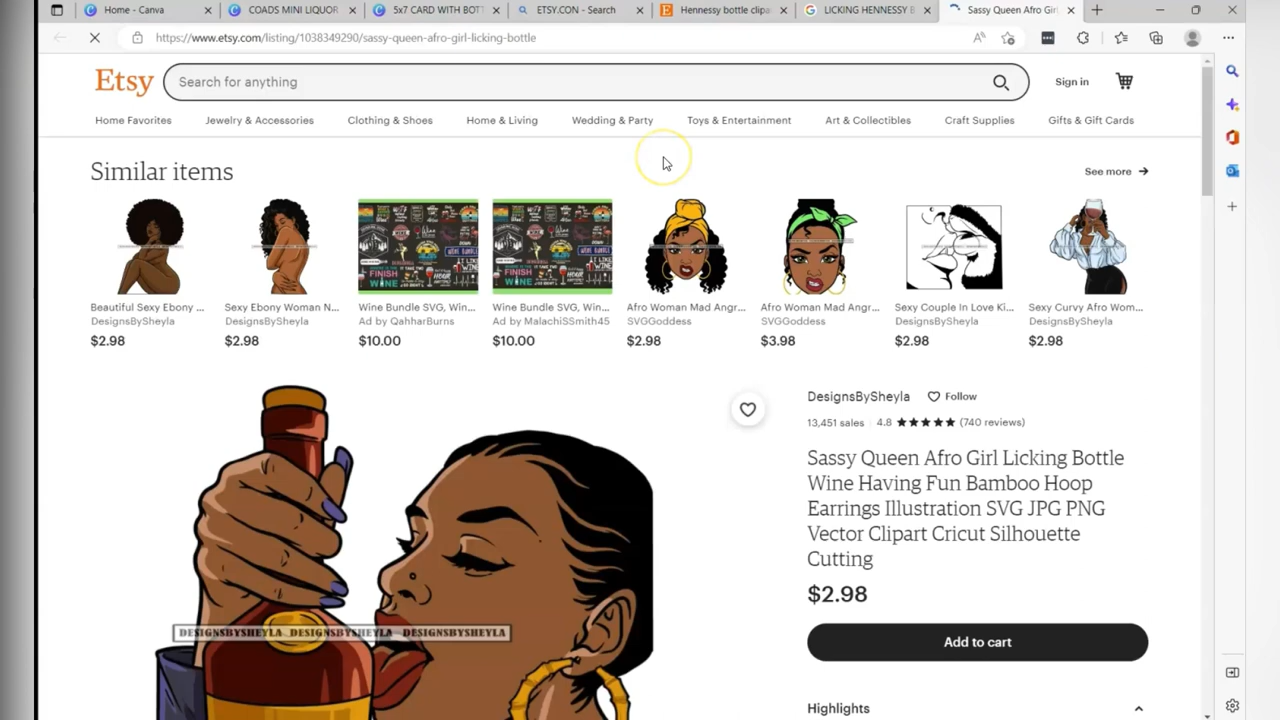 Home - Canva
COADS MINI LIQUOR
5x7 CARD WITH BOTT
ETSY.CON - Search
Hennessy bottle clipa
LICKING HENNESSY B
Sassy Queen Afro Girl
https://www.etsy.com/listing/1038349290/sassy-queen-afro-girl-licking-bottle
Etsy
Search for anything
Sign in
Home Favorites
Jewelry & Accessories
Clothing & Shoes
Home & Living
Wedding & Party
Toys & Entertainment
Art & Collectibles
Craft Supplies
Gifts & Gift Cards
Similar items
See more
Beautiful Sexy Ebony ...
DesignsBySheyla
$2.98
Sexy Ebony Woman N...
DesignsBySheyla
$2.98
Wine Bundle SVG, Win...
Ad by QahharBurns
$10.00
Wine Bundle SVG, Win...
Ad by MalachiSSmith45
$10.00
Afro Woman Mad Angr...
SVGGoddess
$2.98
Afro Woman Mad Angr...
SVGGoddess
$3.98
Sexy Couple In Love Ki...
DesignsBySheyla
$2.98
Sexy Curvy Afro Wom...
DesignsBySheyla
$2.98
DESIGNSBYSHEYLA DESIGNSBYSHEYLA DESIGNSBYSHEYLA
DesignsBySheyla
Follow
13,451 sales
4.8
(740 reviews)
Sassy Queen Afro Girl Licking Bottle
Wine Having Fun Bamboo Hoop
Earrings Illustration SVG JPG PNG
Vector Clipart Cricut Silhouette
Cutting
$2.98
Add to cart
Highlights